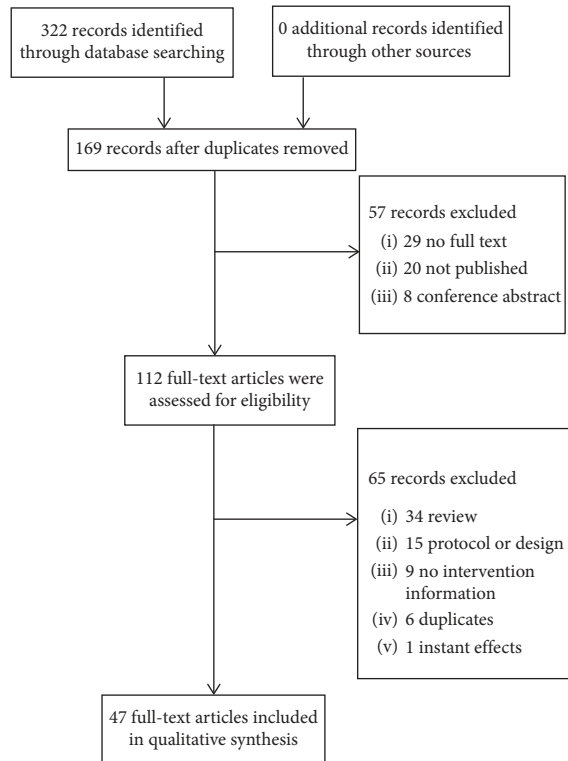 322 records identified
through database searching
0 additional records identified
through other sources
169 records after duplicates removed
57 records excluded
(i) 29 no full text
(ii) 20 not published
(iii) 8 conference abstract
112 full-text articles were
assessed for eligibility
65 records excluded
(i) 34 review
(ii) 15 protocol or design
(iii) 9 no intervention
information
(iv) 6 duplicates
(v) 1 instant effects
47 full-text articles included
in qualitative synthesis